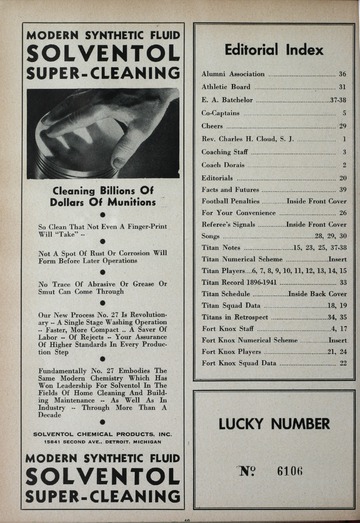 MODERN SYNTHETIC FLUID
SOLVENTOL
SUPER-CLEANING
Cleaning Billions Of
Dollars Of Munitions
So Clean That Not Even A Finger-Print
Will "Take" --
Not A Spot Of Rust Or Corrosion Will
Form Before Later Operations
No Trace Of Abrasive Or Grease Or
Smut Can Come Through
Our New Process No. 27 Is Revolution-
ary -- A Single Stage Washing Operation
-- Faster, More Compact -- A Saver Of
Labor -- Of Rejects -- Your Assurance
Of Higher Standards In Every Produc-
tion Step
Fundamentally No. 27 Embodies The
Same Modern Chemistry Which Has
Won Leadership For Solventol In The
Fields Of Home Cleaning And Build-
ing Maintenance -- As Well As In
Industry -- Through More Than A
Decade
SOLVENTOL CHEMICAL PRODUCTS, INC.
15841 SECOND AVE., DETROIT, MICHIGAN
MODERN SYNTHETIC FLUID
SOLVENTOL
SUPER-CLEANING
Editorial Index
Alumni Association 36
Athletic Board 31
E. A. Batchelor 37-38
Co-Captains 5
Cheers 29
Rev. Charles H. Cloud, S. J. 1
Coaching Staff 3
Coach Dorais 2
Editorials 20
Facts and Futures 39
Football Penalties Inside Front Cover
For Your Convenience 26
Referee's Signals Inside Front Cover
Songs 28, 29, 30
Titan Notes 15, 23, 25, 37-38
Titan Numerical Scheme Insert
Titan Players...6, 7, 8, 9, 10, 11, 12, 13, 14, 15
Titan Record 1896-1941 33
Titan Schedule Inside Back Cover
Titan Squad Data 18, 19
Titans in Retrospect 34, 35
Fort Knox Staff 4, 17
Fort Knox Numerical Scheme Insert
Fort Knox Players 21, 24
Fort Knox Squad Data 22
LUCKY NUMBER
Nº 6106